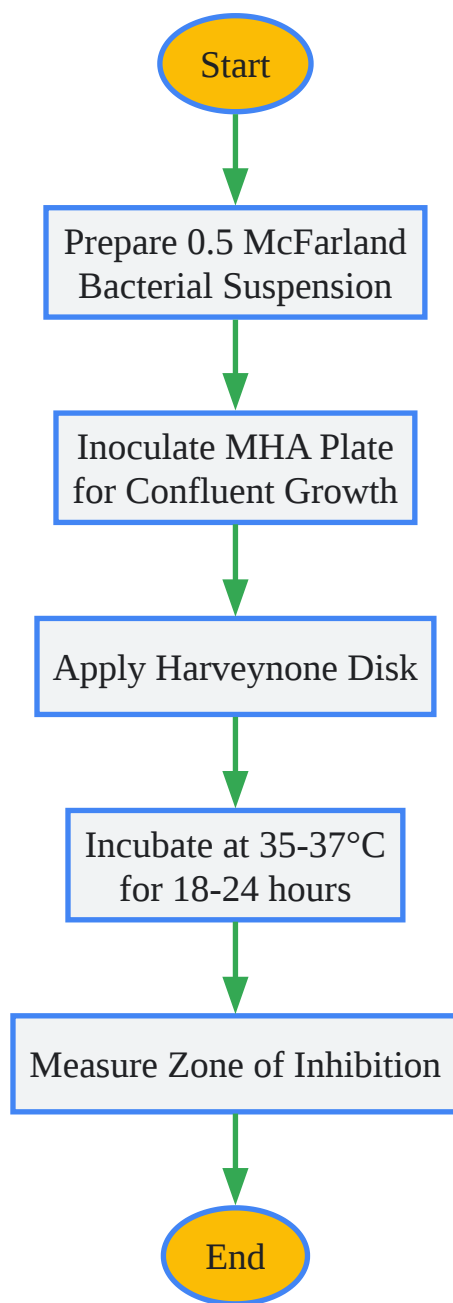 Start
Prepare 0.5 McFarland
Bacterial Suspension
Inoculate MHA Plate
for Confluent Growth
Apply Harveynone Disk
Incubate at 35-37°C
for 18-24 hours
Measure Zone of Inhibition
End